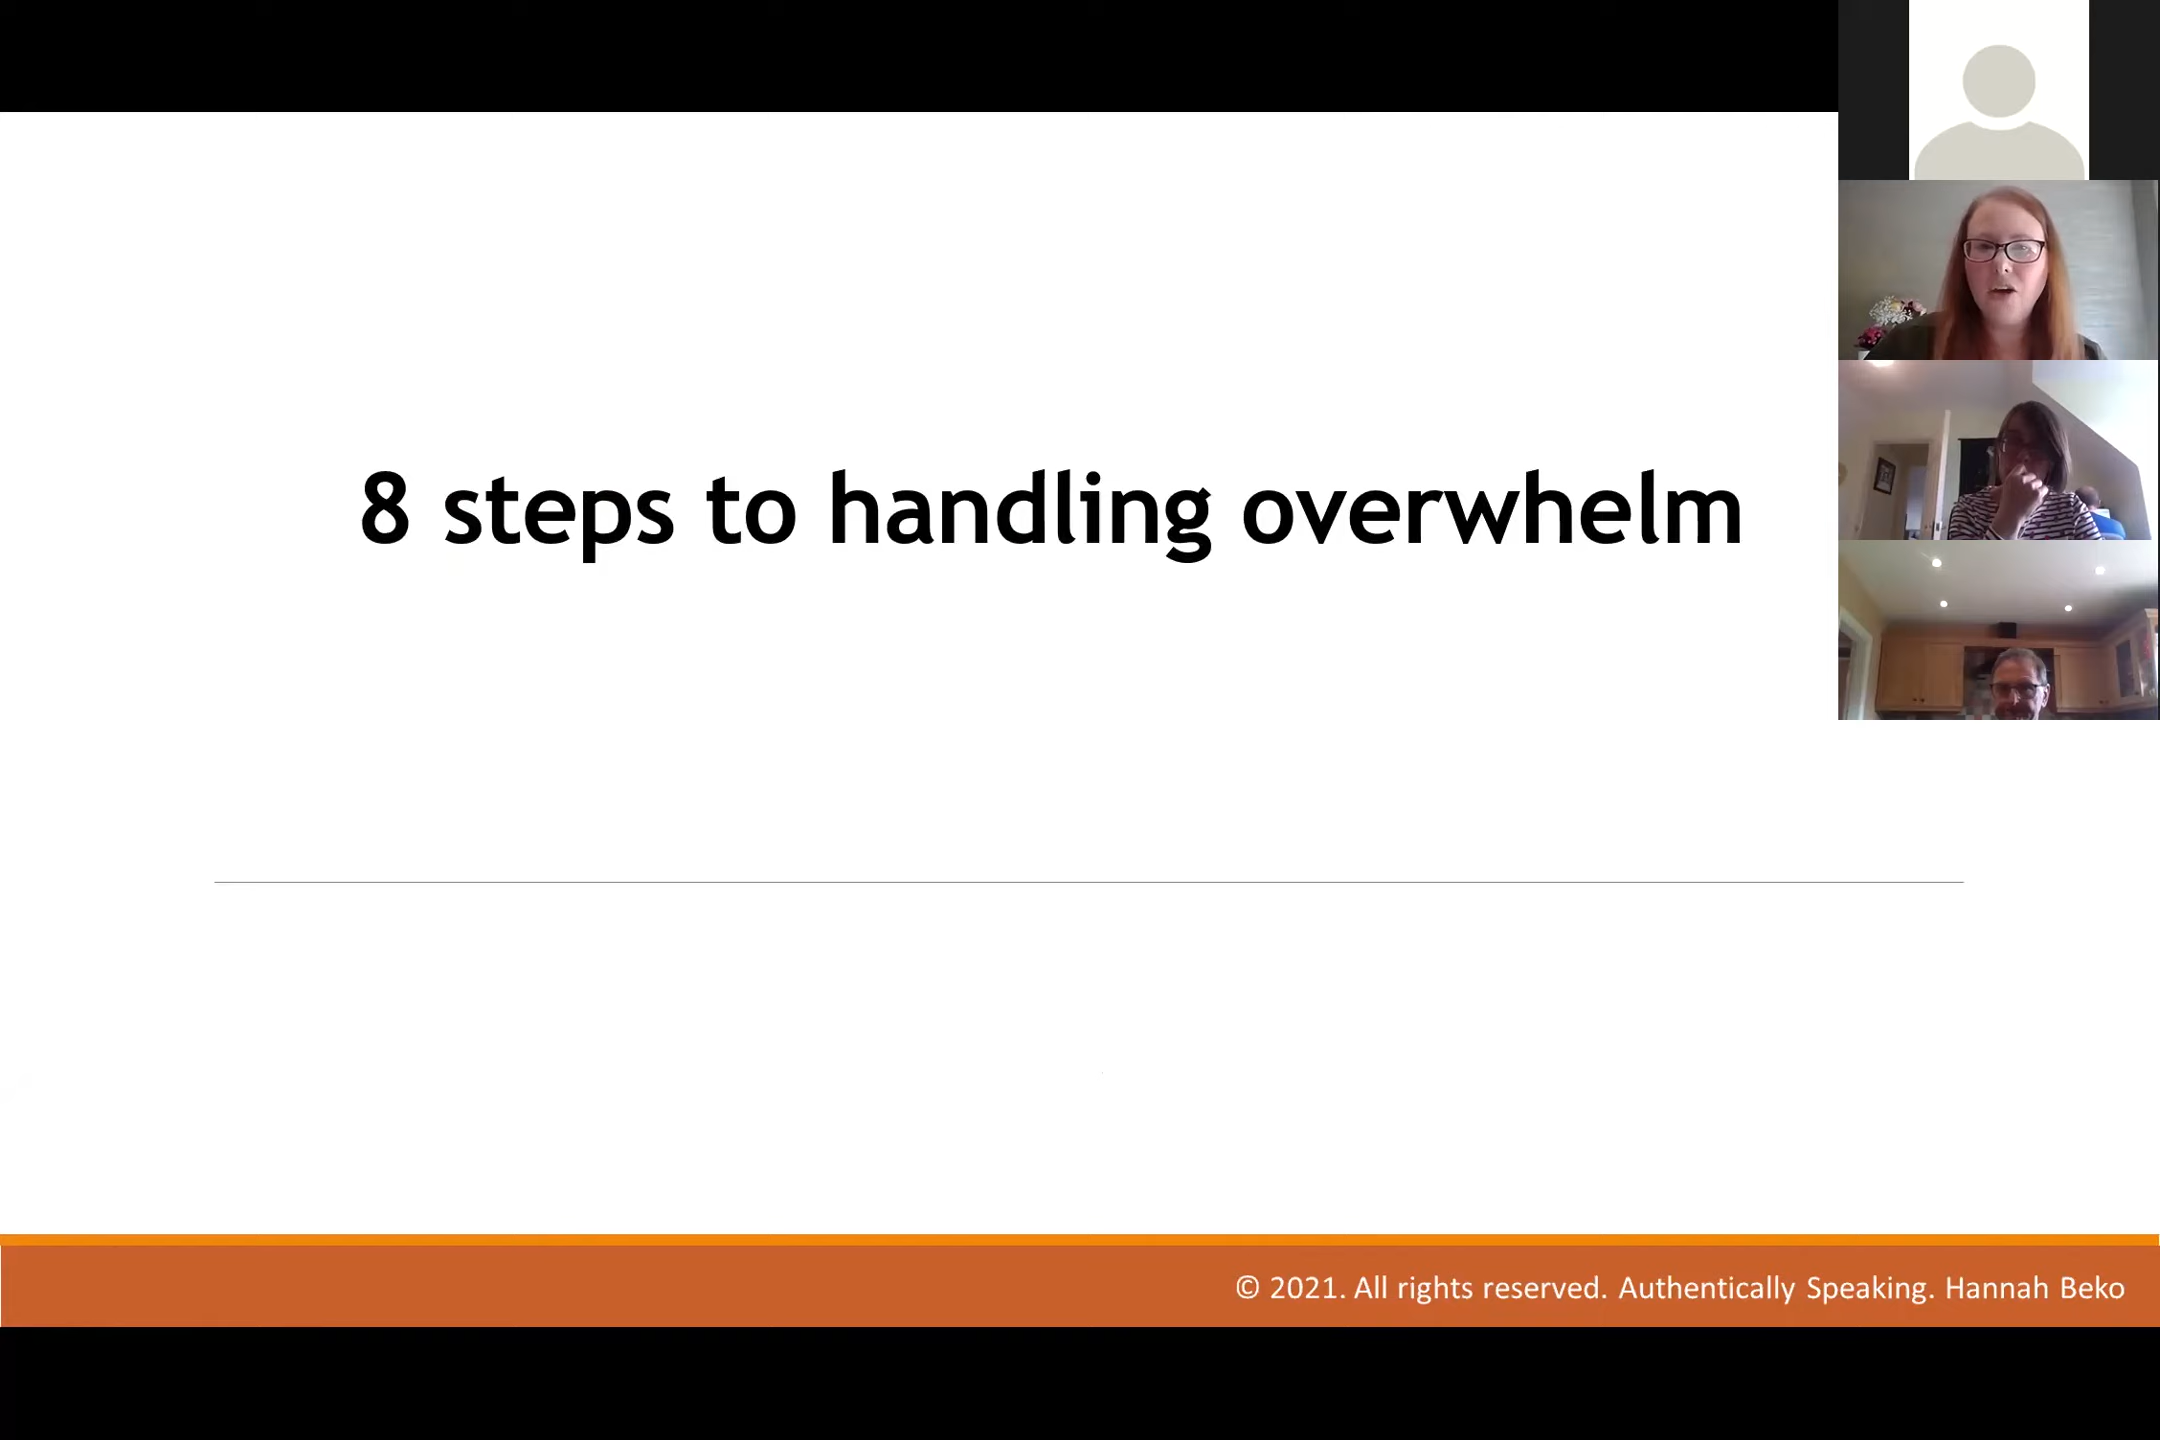 8 steps to handling overwhelm
© 2021. All rights reserved. Authentically Speaking. Hannah Beko